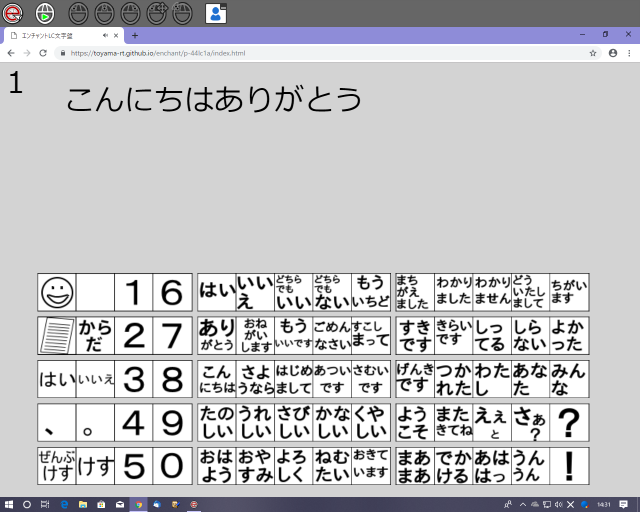 エンチャントLC文字盤
https://toyama-rt.github.io/enchant/p-44lc1a/index.html
1 こんにちはありがとう
1 6 はい いいえ どちらでもいい どちらでもない もういちど まちがえました わかりました わかりません どういたしまして ちがいます
からだ 2 7 ありがとう おねがいします もういいです ごめんなさい すこしまって すきです きらいです しってる しらない よかった
はい いいえ 3 8 こんにちは さようなら はじめまして あついです さむいです げんきです つかれた わたし あなた みんな
、 。 4 9 たのしい うれしい さびしい かなしい くやしい ようこそ またきてね えぇと さぁ? ?
ぜんぶけす けす 5 0 おはよう おやすみ よろしく ねむたい おきています まあまあ でかける あははっ うんうん !
14:31